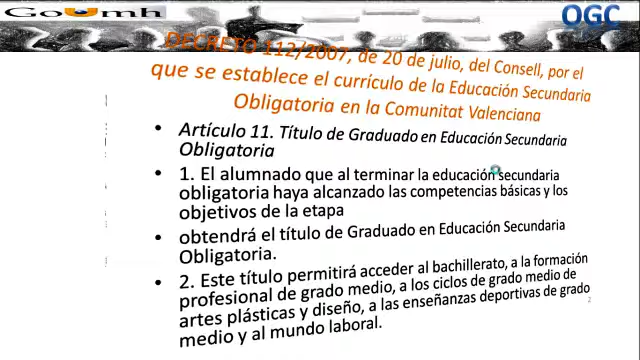 GOUMH
OGC
DECRETO 112/2007, de 20 de julio, del Consell, por el
que se establece el currículo de la Educación Secundaria
Obligatoria en la Comunitat Valenciana
• Artículo 11. Título de Graduado en Educación Secundaria
Obligatoria
• 1. El alumnado que al terminar la educación secundaria
obligatoria haya alcanzado las competencias básicas y los
objetivos de la etapa
• obtendrá el título de Graduado en Educación Secundaria
Obligatoria.
• 2. Este título permitirá acceder al bachillerato, a la formación
profesional de grado medio, a los ciclos de grado medio de
artes plásticas y diseño, a las enseñanzas deportivas de grado
medio y al mundo laboral.
2